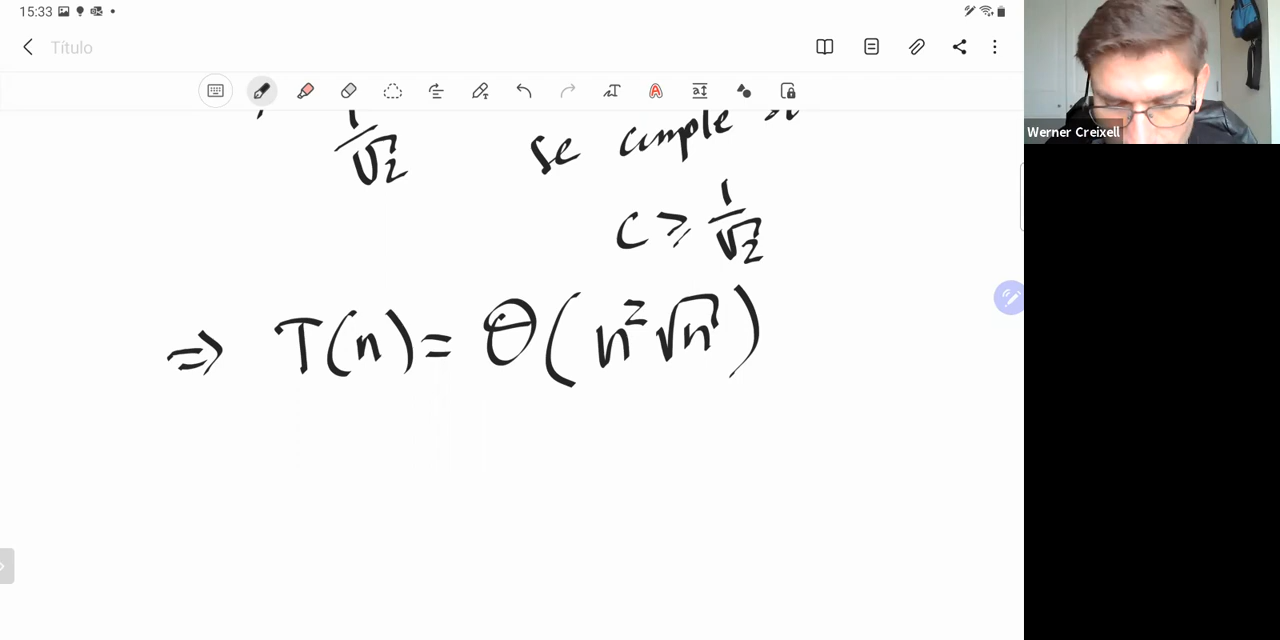 15:33
Título
1/√2 se cumple si
c ≥ 1/√2
⇒ T(n) = Θ(n²√n)
Werner Creixell